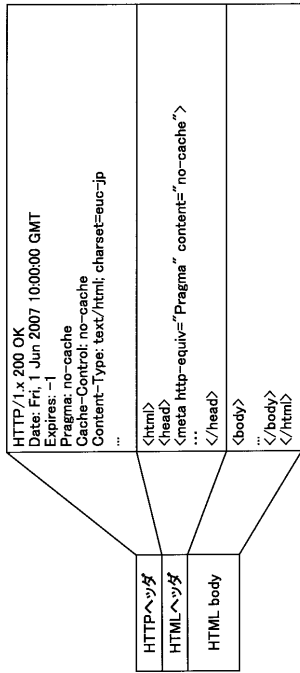 HTTPヘッダ
HTMLヘッダ
HTML body
HTTP/1.x 200 OK
Date: Fri, 1 Jun 2007 10:00:00 GMT
Expires: -1
Pragma: no-cache
Cache-Control: no-cache
Content-Type: text/html; charset=euc-jp
...
<html>
<head>
<meta http-equiv="Pragma" content="no-cache">
...
</head>
<body>
...
</body>
</html>